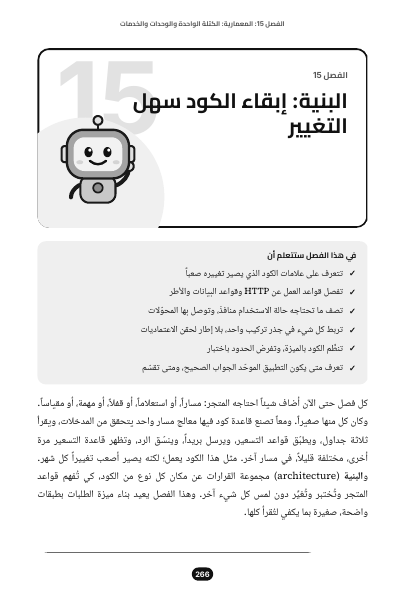 الفصل 15: المعمارية: الكتلة الواحدة والوحدات والخدمات
15
الفصل 15
البنية: إبقاء الكود سهل
التغيير
في هذا الفصل ستتعلم أن
✓ تتعرف على علامات الكود الذي يصير تغييره صعباً
✓ تفصل قواعد العمل عن HTTP وقواعد البيانات والأطر
✓ تصف ما تحتاجه حالة الاستخدام منافذَ، وتوصل بها المحوّلات
✓ تربط كل شيء في جذر تركيب واحد، بلا إطار لحقن الاعتماديات
✓ تنظّم الكود بالميزة، وتفرض الحدود باختبار
✓ تعرف متى يكون التطبيق الموحّد الجواب الصحيح، ومتى تقسّم
كل فصل حتى الآن أضاف شيئاً احتاجه المتجر: مساراً، أو استعلاماً، أو قفلاً، أو مهمة، أو مقياساً،
وكان كل منها صغيراً. ومعاً تصنع قاعدة كود فيها معالج مسار واحد يتحقق من المدخلات، ويقرأ
ثلاثة جداول، ويطبّق قواعد التسعير، ويرسل بريداً، وينسّق الرد، وتظهر قاعدة التسعير مرة
أخرى، مختلفة قليلاً، في مسار آخر. مثل هذا الكود يعمل؛ لكنه يصير أصعب تغييراً كل شهر.
والبنية (architecture) مجموعة القرارات عن مكان كل نوع من الكود، كي تُفهم قواعد
المتجر وتُختبر وتُغيَّر دون لمس كل شيء آخر. وهذا الفصل يعيد بناء ميزة الطلبات بطبقات
واضحة، صغيرة بما يكفي لتُقرأ كلها.
266